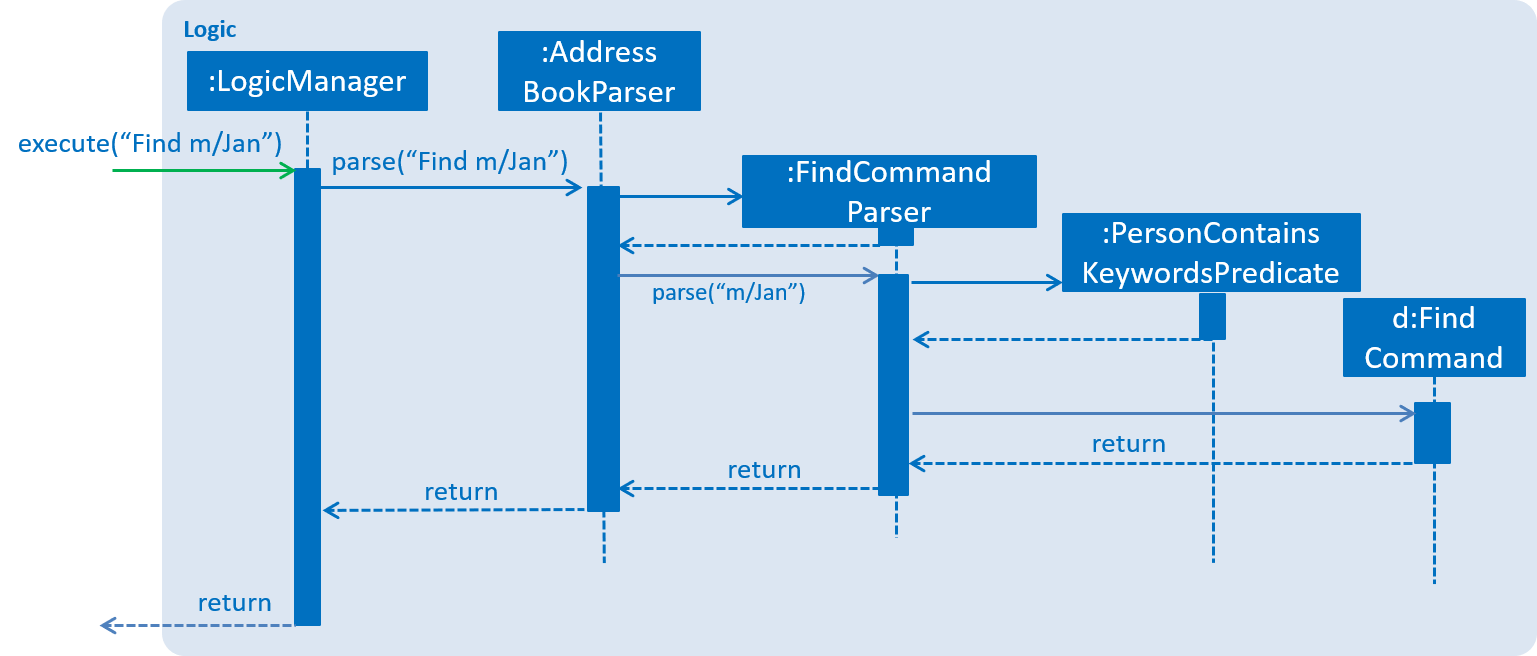 Logic
:LogicManager
:Address
BookParser
execute(“Find m/Jan”)
parse(“Find m/Jan”)
:FindCommand
Parser
:PersonContains
KeywordsPredicate
parse(“m/Jan”)
d:Find
Command
return
return
return
return